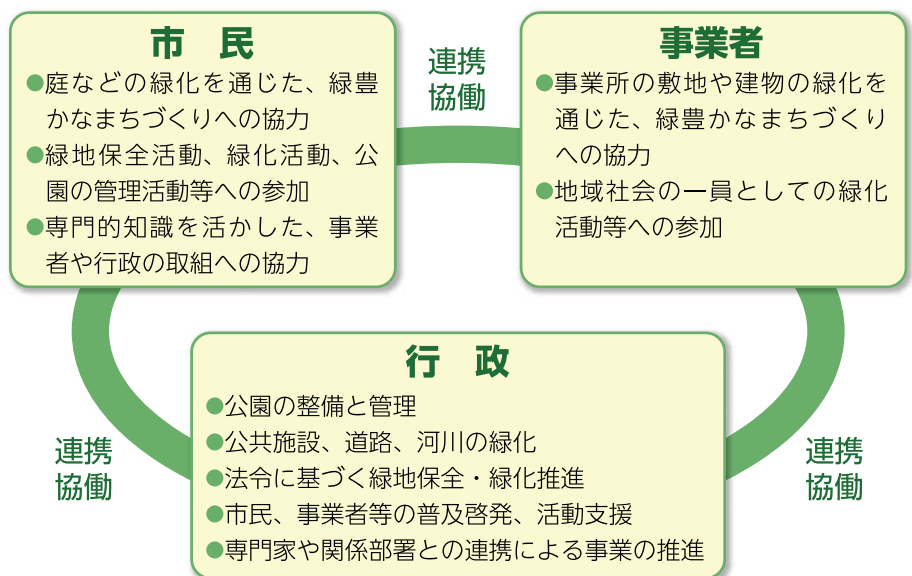 市　民
●庭などの緑化を通じた、緑豊
かなまちづくりへの協力
●緑地保全活動、緑化活動、公
園の管理活動等への参加
●専門的知識を活かした、事業
者や行政の取組への協力
連携
協働
事業者
●事業所の敷地や建物の緑化を
通じた、緑豊かなまちづくり
への協力
●地域社会の一員としての緑化
活動等への参加
行　政
●公園の整備と管理
●公共施設、道路、河川の緑化
●法令に基づく緑地保全・緑化推進
●市民、事業者等の普及啓発、活動支援
●専門家や関係部署との連携による事業の推進
連携
協働
連携
協働